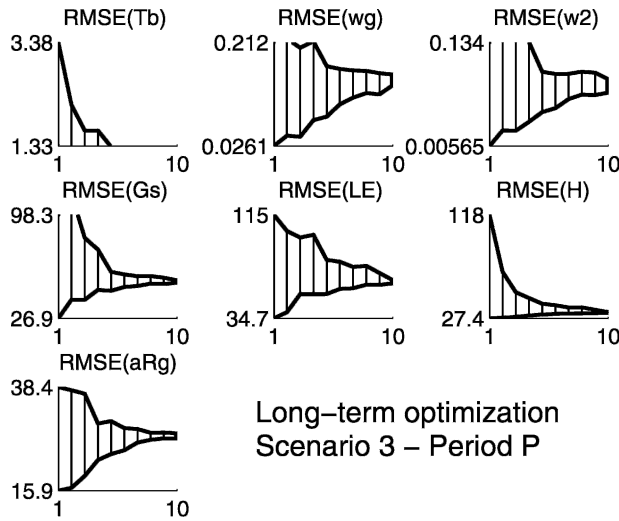 RMSE(Tb) RMSE(wg) RMSE(w2)
3.38 0.212 0.134
1.33 0.0261 0.00565
1 10 1 10 1 10
RMSE(Gs) RMSE(LE) RMSE(H)
98.3 115 118
26.9 34.7 27.4
1 10 1 10 1 10
RMSE(aRg)
38.4
Long−term optimization
Scenario 3 − Period P
15.9
1 10